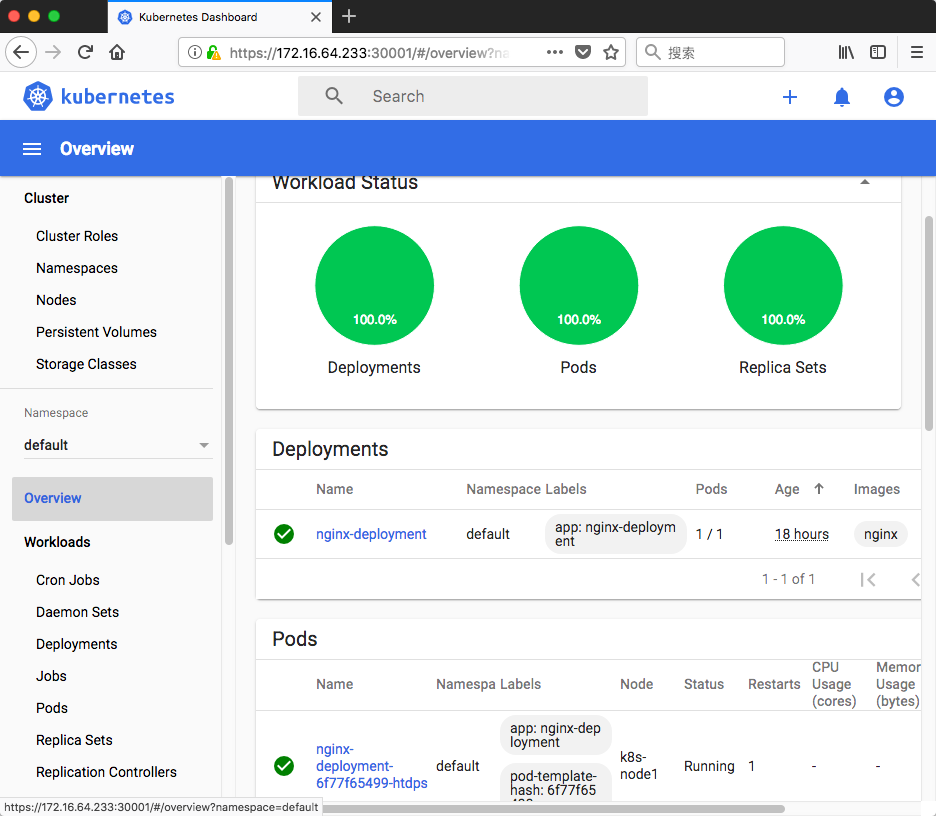 Kubernetes Dashboard
https://172.16.64.233:30001/#/overview?na
搜索
kubernetes
Search
Overview
Cluster
Cluster Roles
Namespaces
Nodes
Persistent Volumes
Storage Classes
Namespace
default
Overview
Workloads
Cron Jobs
Daemon Sets
Deployments
Jobs
Pods
Replica Sets
Replication Controllers
Workload Status
100.0% 100.0% 100.0%
Deployments Pods Replica Sets
Deployments
Name Namespace Labels Pods Age Images
nginx-deployment default app: nginx-deploym
ent 1 / 1 18 hours nginx
1 - 1 of 1
Pods
Name Namespa Labels Node Status Restarts CPU
Usage
(cores) Memor
Usage
(bytes)
nginx-
deployment-
6f77f65499-htdps default app: nginx-dep
loyment
pod-template-
hash: 6f77f65
k8s-
node1 Running 1 - -
https://172.16.64.233:30001/#/overview?namespace=default